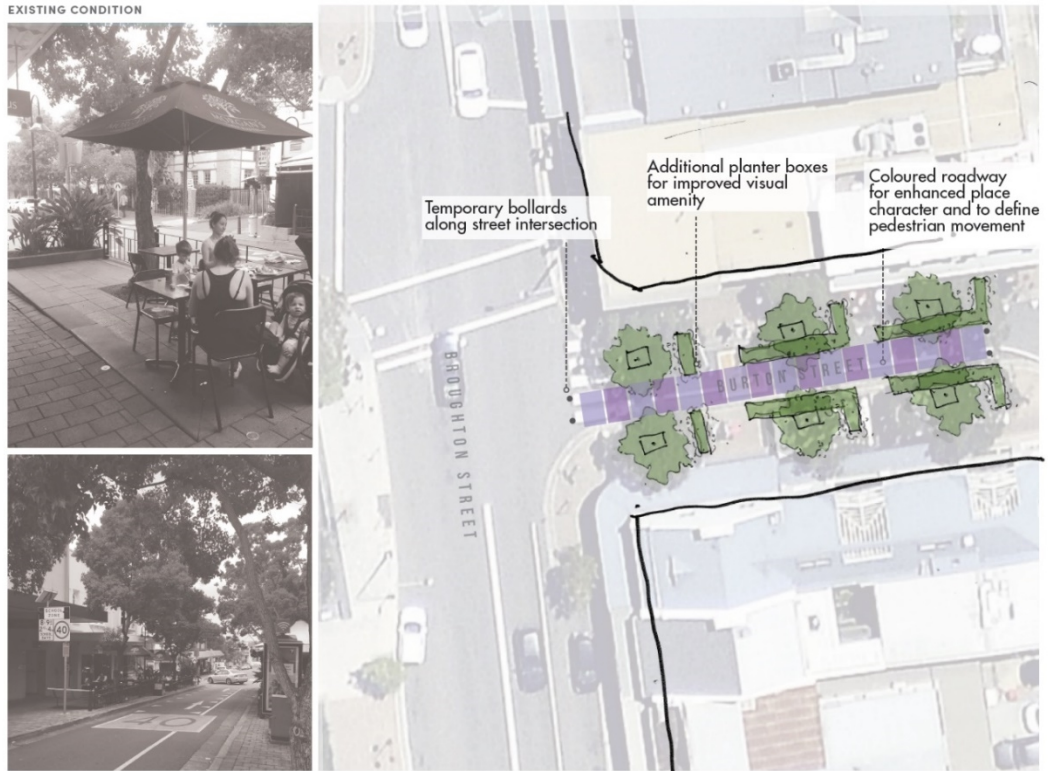 EXISTING CONDITION
Temporary bollards
along street intersection
Additional planter boxes
for improved visual
amenity
Coloured roadway
for enhanced place
character and to define
pedestrian movement
BROUGHTON STREET
BURTON STREET
SCHOOL
40
40